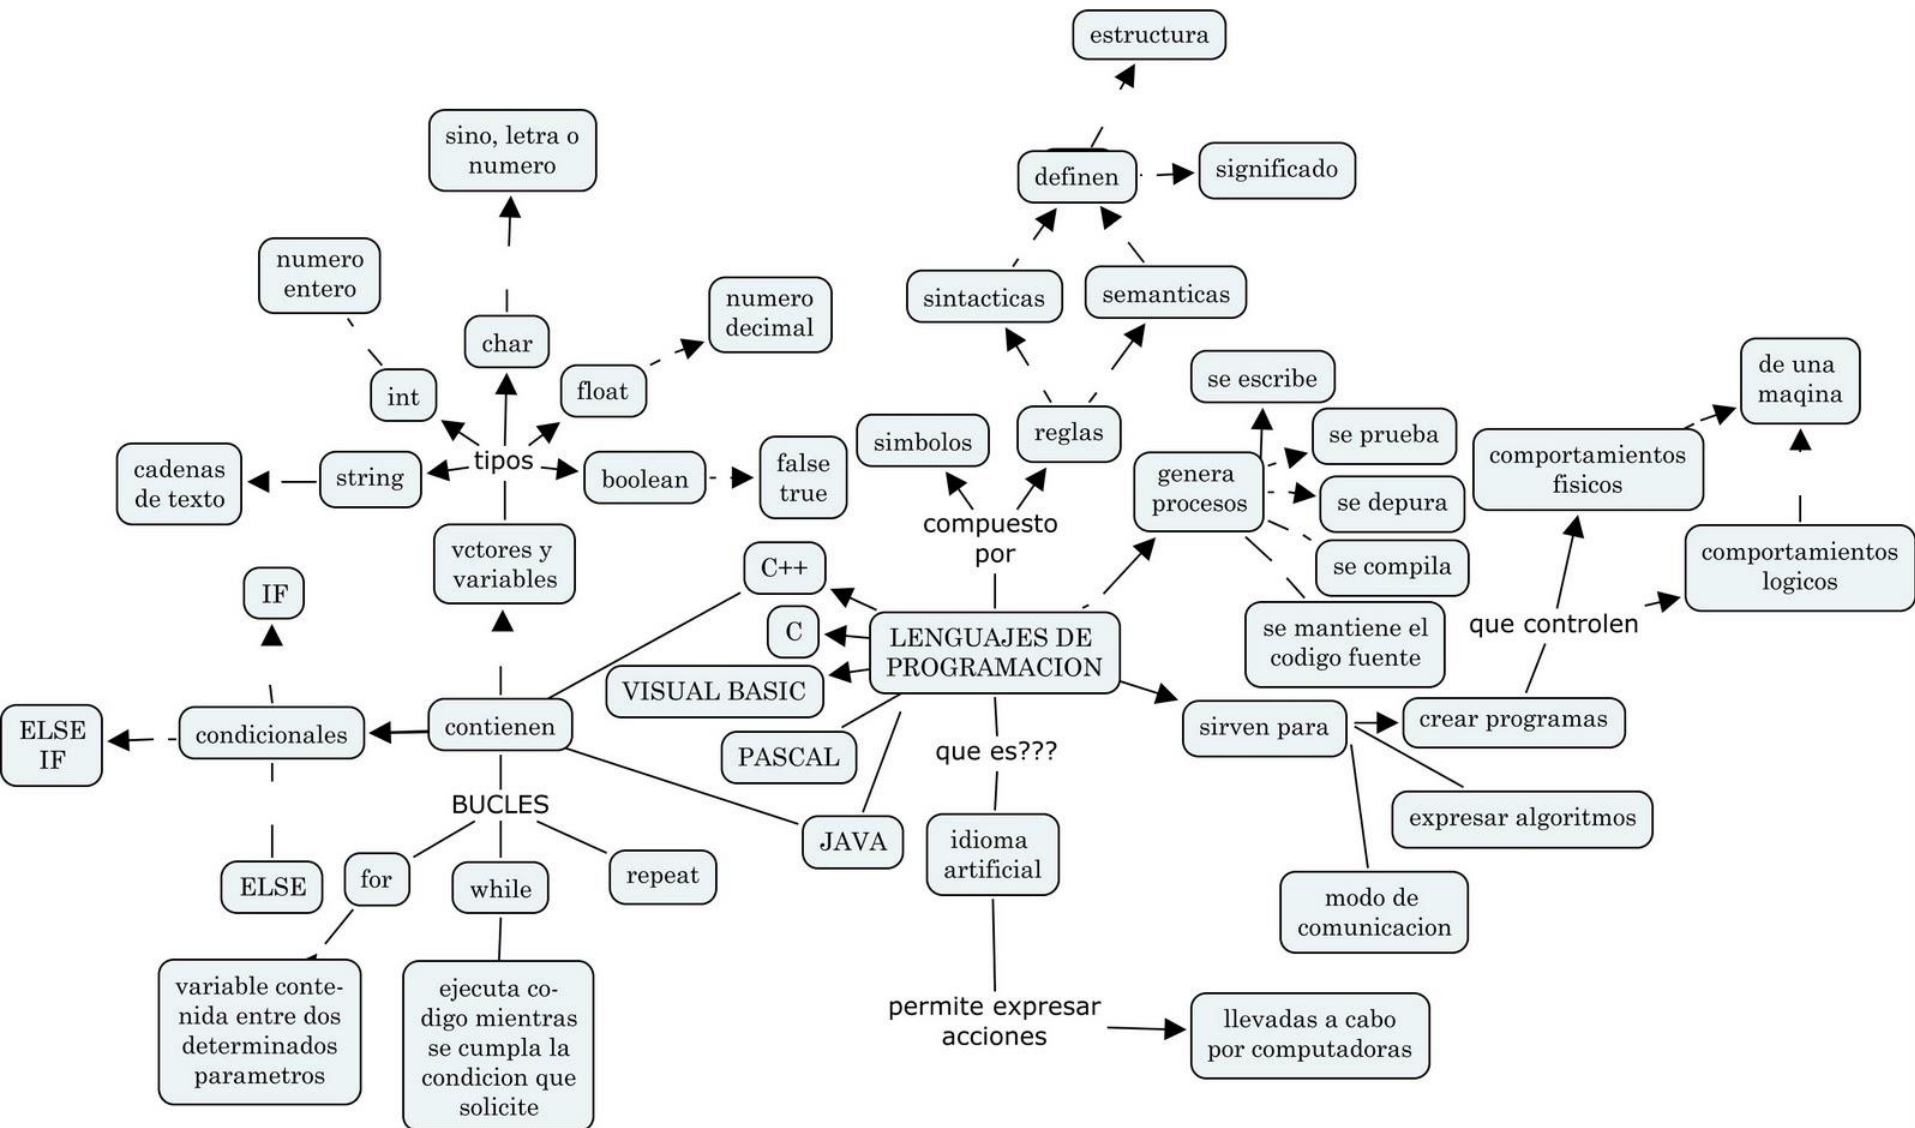 estructura
sino, letra o
numero
definen
significado
numero
entero
sintacticas
semanticas
numero
decimal
char
int
float
se escribe
de una
maqina
simbolos
reglas
se prueba
cadenas
de texto
string
tipos
boolean
false
true
genera
procesos
comportamientos
fisicos
se depura
compuesto
por
vctores y
variables
C++
se compila
comportamientos
logicos
IF
C
LENGUAJES DE
PROGRAMACION
se mantiene el
codigo fuente
que controlen
VISUAL BASIC
ELSE
IF
condicionales
contienen
PASCAL
que es???
sirven para
crear programas
BUCLES
JAVA
idioma
artificial
expresar algoritmos
ELSE
for
while
repeat
modo de
comunicacion
variable conte-
nida entre dos
determinados
parametros
ejecuta co-
digo mientras
se cumpla la
condicion que
solicite
permite expresar
acciones
llevadas a cabo
por computadoras